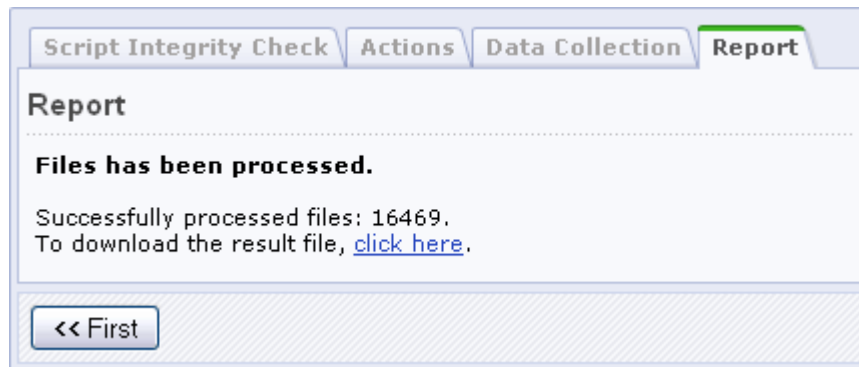 Script Integrity Check Actions Data Collection Report
Report
Files has been processed.
Successfully processed files: 16469.
To download the result file, click here.
<< First